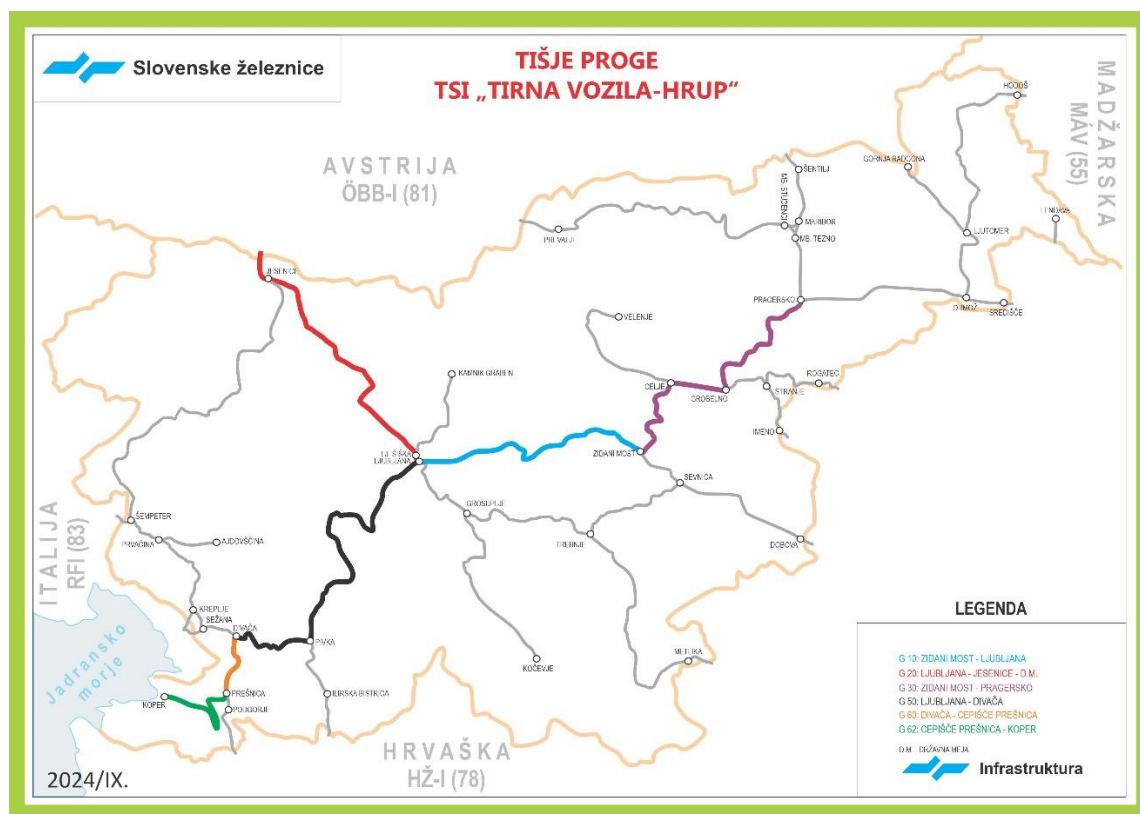 Slovenske železnice
TIŠJE PROGE
TSI „TIRNA VOZILA-HRUP“
MADŽARSKA
MÁV (55)
AVSTRIJA
ÖBB-I (81)
HODOŠ
GORNJA RADGONA
ŠENTILJ
MB. STUDENCI
MARIBOR
MB. TEZNO
PREVALJE
LJUTOMER
LENDAVA
JESENICE
PRAGERSKO
ORMOŽ
SREDIŠČE
VELENJE
KAMNIK GRABEN
CELJE
GROBELNO
STRANJE
ROGATEC
IMENO
LJ. ŠIŠKA
LJUBLJANA
ZIDANI MOST
SEVNICA
GROSUPLJE
TREBNJE
DOBOVA
ŠEMPETER
PRVAČINA
AJDOVŠČINA
ITALIJA
RFI (83)
KREPLJE
SEŽANA
DIVAČA
PIVKA
KOČEVJE
METLIKA
Jadransko
morje
KOPER
PREŠNICA
PODGORJE
ILIRSKA BISTRICA
HRVAŠKA
HŽ-I (78)
2024/IX.
LEGENDA
G 10: ZIDANI MOST - LJUBLJANA
G 20: LJUBLJANA - JESENICE - D.M.
G 30: ZIDANI MOST - PRAGERSKO
G 50: LJUBLJANA - DIVAČA
G 60: DIVAČA - CEPIŠČE PREŠNICA
G 62: CEPIŠČE PREŠNICA - KOPER
D.M. DRŽAVNA MEJA
Infrastruktura